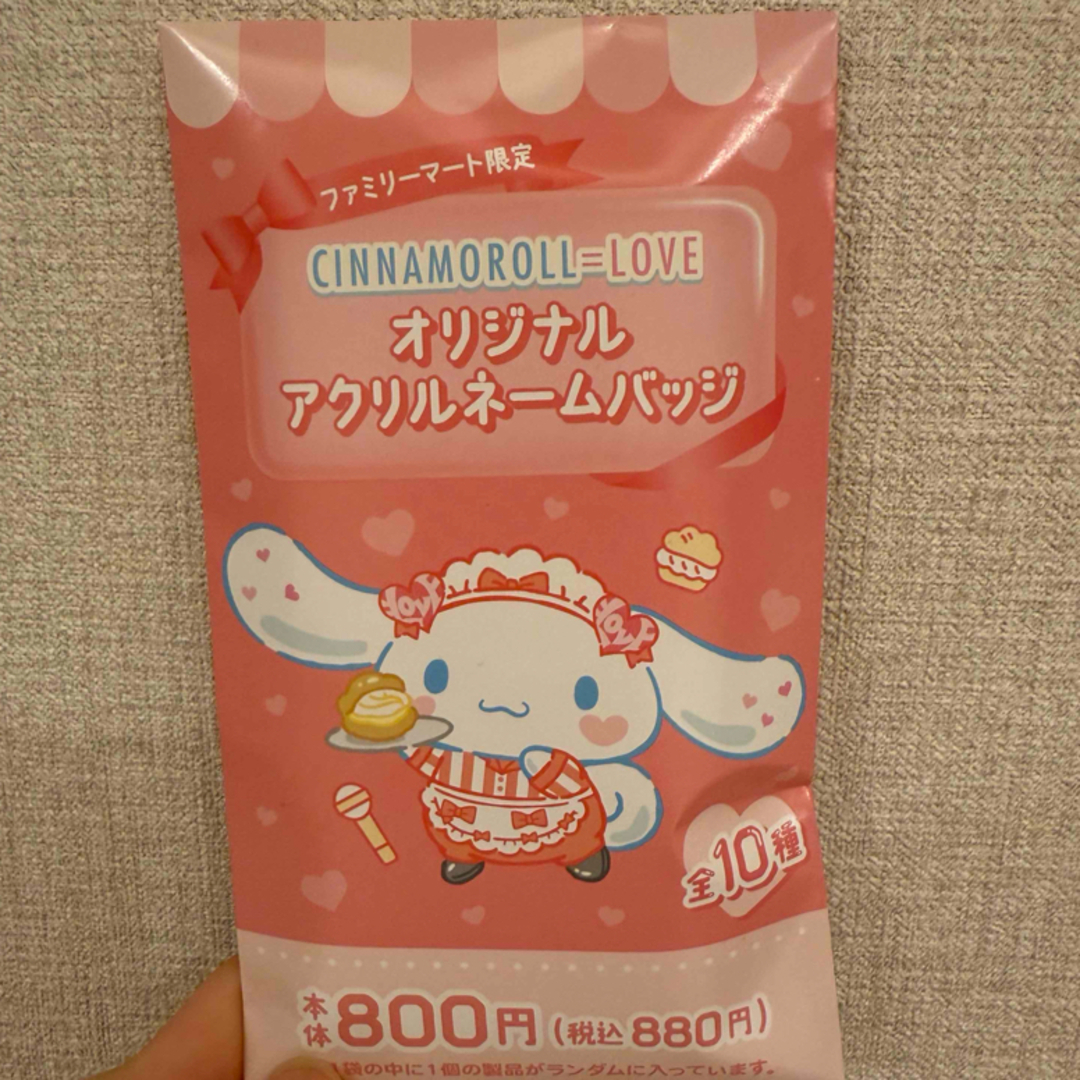 ファミリーマート限定
CINNAMOROLL=LOVE
オリジナル
アクリルネームバッジ
LOVE
LOVE
全10種
本体800円(税込880円)
1袋の中に1個の製品がランダムに入っています。